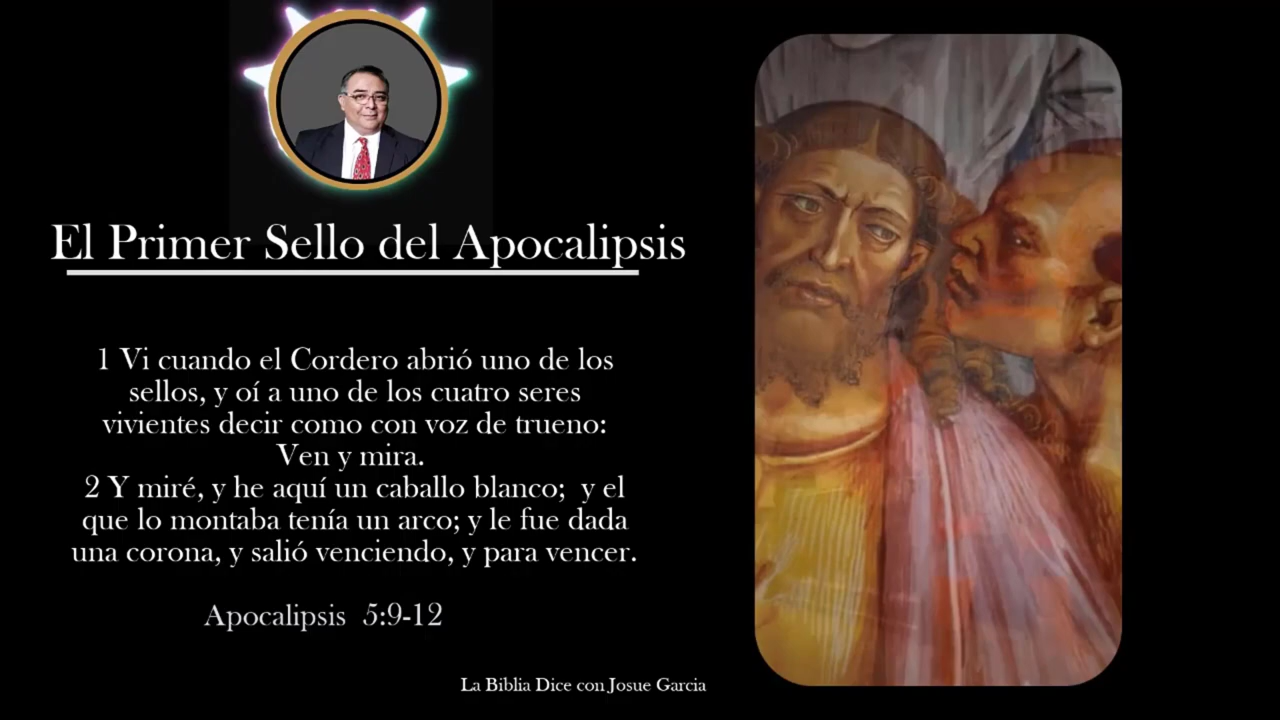 El Primer Sello del Apocalipsis
1 Vi cuando el Cordero abrió uno de los
sellos, y oí a uno de los cuatro seres
vivientes decir como con voz de trueno:
Ven y mira.
2 Y miré, y he aquí un caballo blanco;  y el
que lo montaba tenía un arco; y le fue dada
una corona, y salió venciendo, y para vencer.
Apocalipsis  5:9-12
La Biblia Dice con Josue Garcia